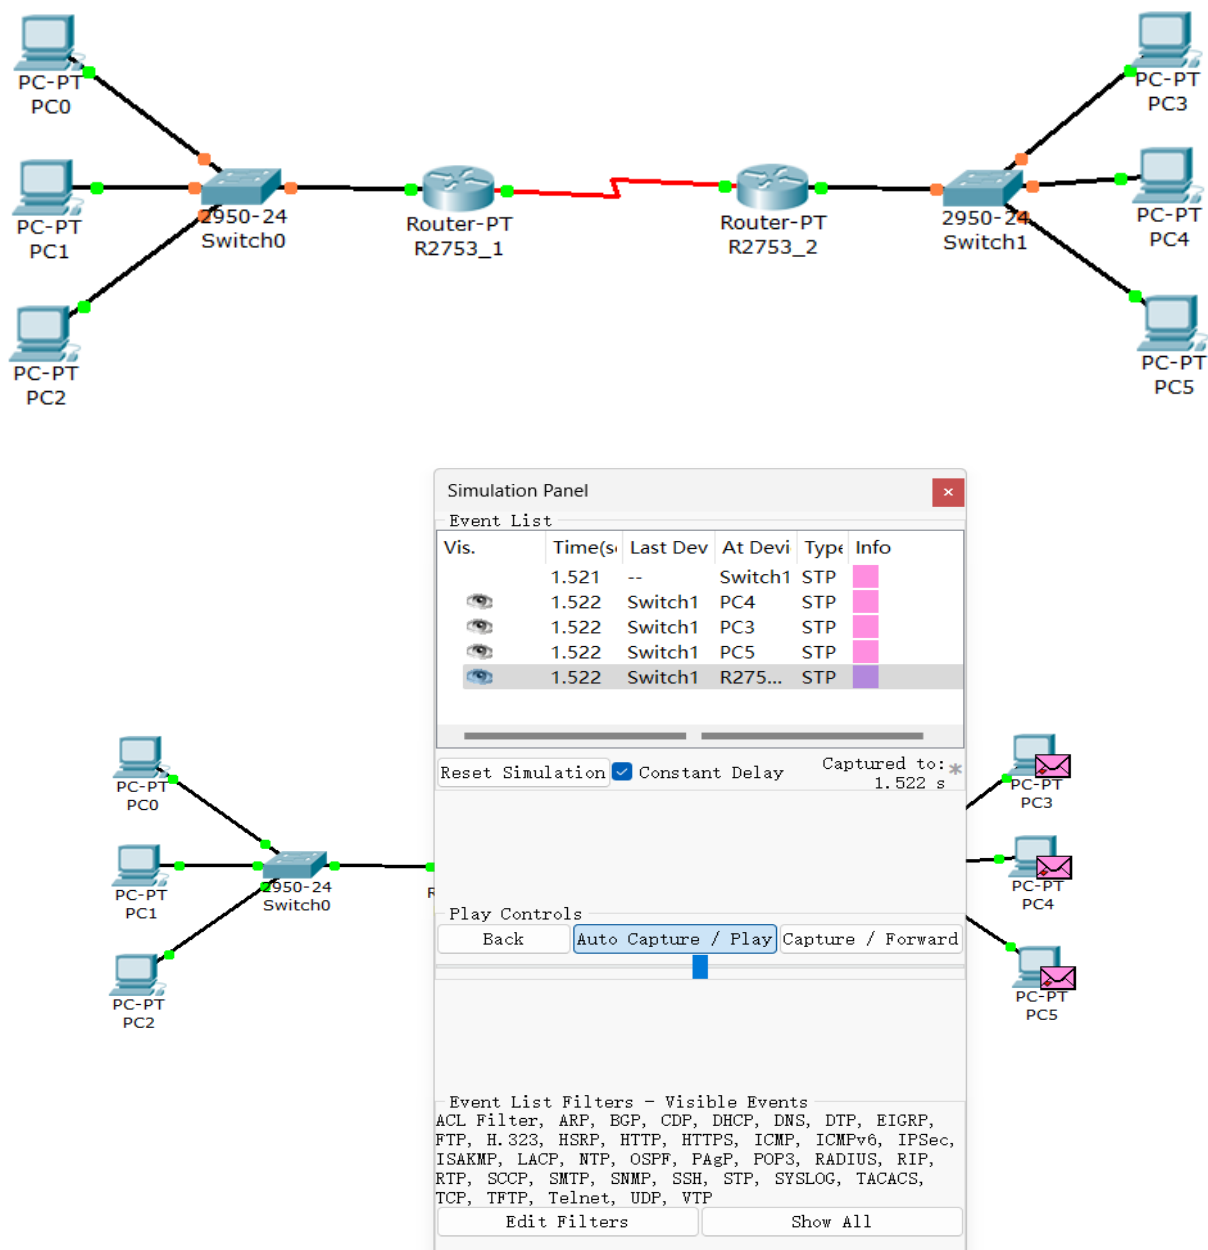 PC-PT
PC0
PC-PT
PC3
PC-PT
PC1
2950-24
Switch0
Router-PT
R2753_1
Router-PT
R2753_2
2950-24
Switch1
PC-PT
PC4
PC-PT
PC2
PC-PT
PC5
Simulation Panel
Event List
Vis. Time(s Last Dev At Devi Type Info
1.521 -- Switch1 STP
1.522 Switch1 PC4 STP
1.522 Switch1 PC3 STP
1.522 Switch1 PC5 STP
1.522 Switch1 R275... STP
Reset Simulation Constant Delay Captured to: *
1.522 s
PC-PT
PC0
PC-PT
PC3
PC-PT
PC1
2950-24
Switch0
R
PC-PT
PC4
Play Controls
Back Auto Capture / Play Capture / Forward
PC-PT
PC2
PC-PT
PC5
Event List Filters - Visible Events
ACL Filter, ARP, BGP, CDP, DHCP, DNS, DTP, EIGRP,
FTP, H.323, HSRP, HTTP, HTTPS, ICMP, ICMPv6, IPSec,
ISAKMP, LACP, NTP, OSPF, PAgP, POP3, RADIUS, RIP,
RTP, SCCP, SMTP, SNMP, SSH, STP, SYSLOG, TACACS,
TCP, TFTP, Telnet, UDP, VTP
Edit Filters Show All